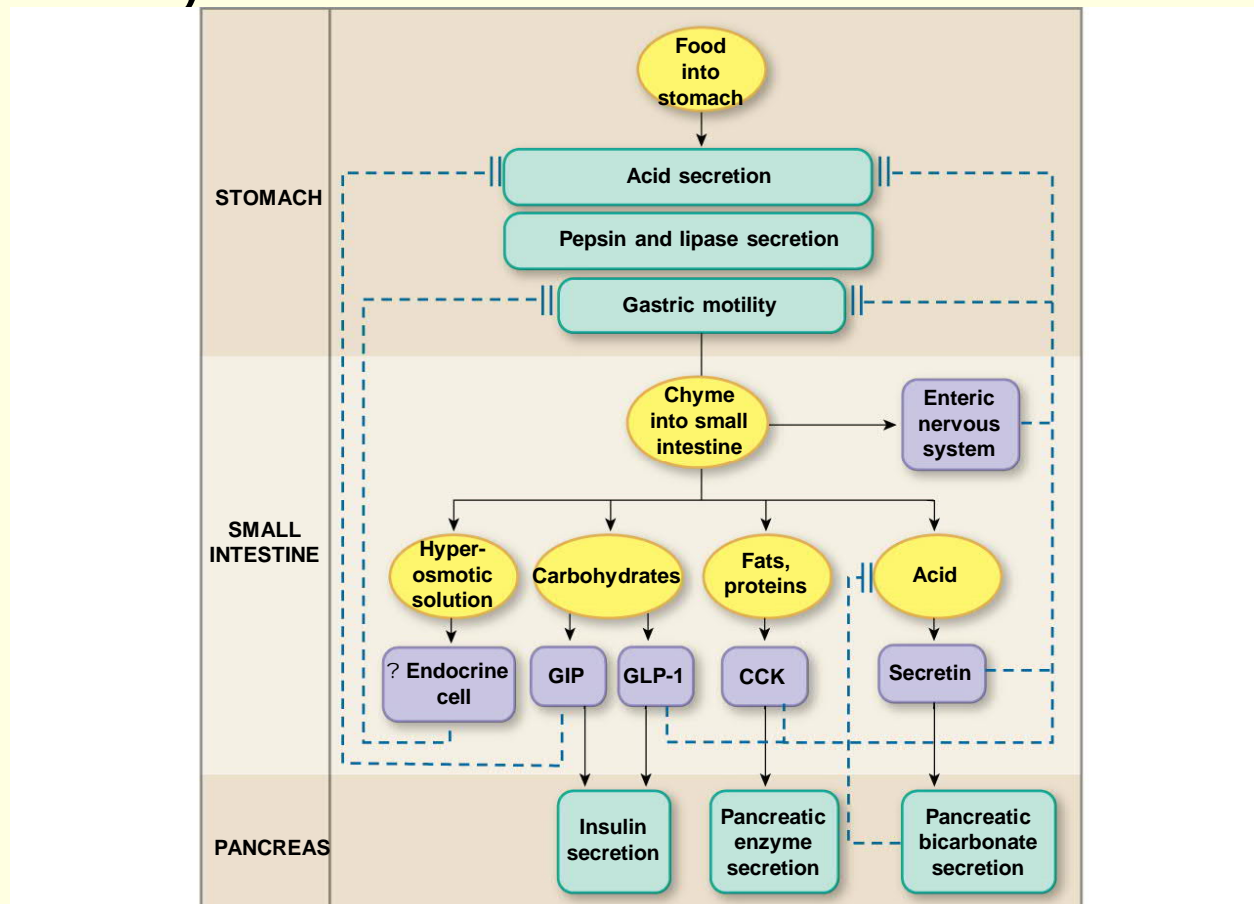 Food
into
stomach
Acid secretion
STOMACH
Pepsin and lipase secretion
Gastric motility
Chyme
into small
intestine
Enteric
nervous
system
SMALL
INTESTINE
Hyper-
osmotic
solution
Carbohydrates
Fats,
proteins
Acid
? Endocrine
cell
GIP
GLP-1
CCK
Secretin
PANCREAS
Insulin
secretion
Pancreatic
enzyme
secretion
Pancreatic
bicarbonate
secretion